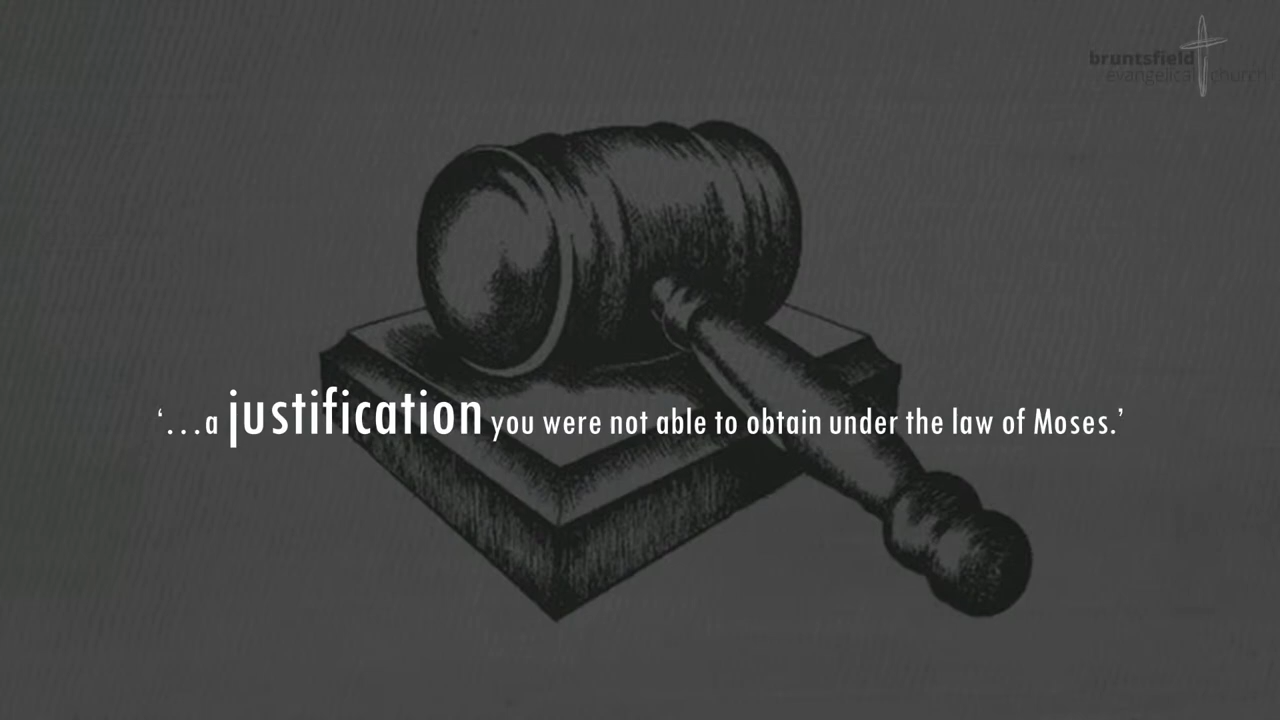 bruntsfield
evangelical church
‘…a justification you were not able to obtain under the law of Moses.’